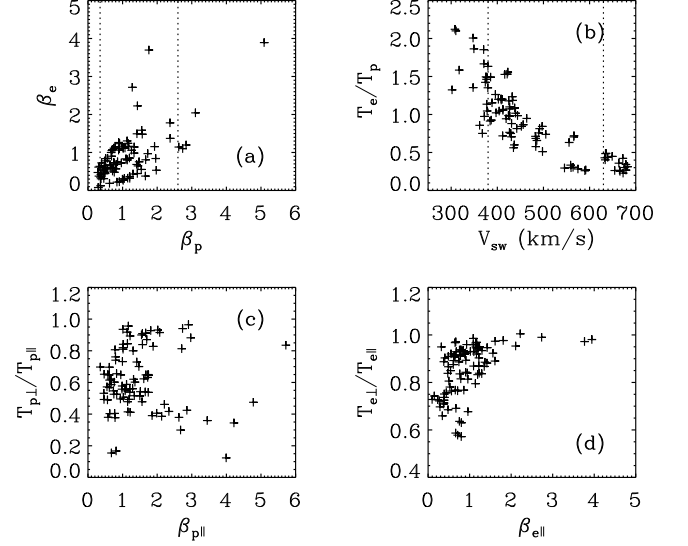 5
4
3
2
1
0
β_e
(a)
0 1 2 3 4 5 6
β_p
2.5
2.0
1.5
1.0
0.5
0.0
T_e/T_p
(b)
300 400 500 600 700
V_sw (km/s)
1.2
1.0
0.8
0.6
0.4
0.2
0.0
T_p⊥/T_p∥
(c)
0 1 2 3 4 5 6
β_p∥
1.2
1.0
0.8
0.6
0.4
T_e⊥/T_e∥
(d)
0 1 2 3 4 5
β_e∥